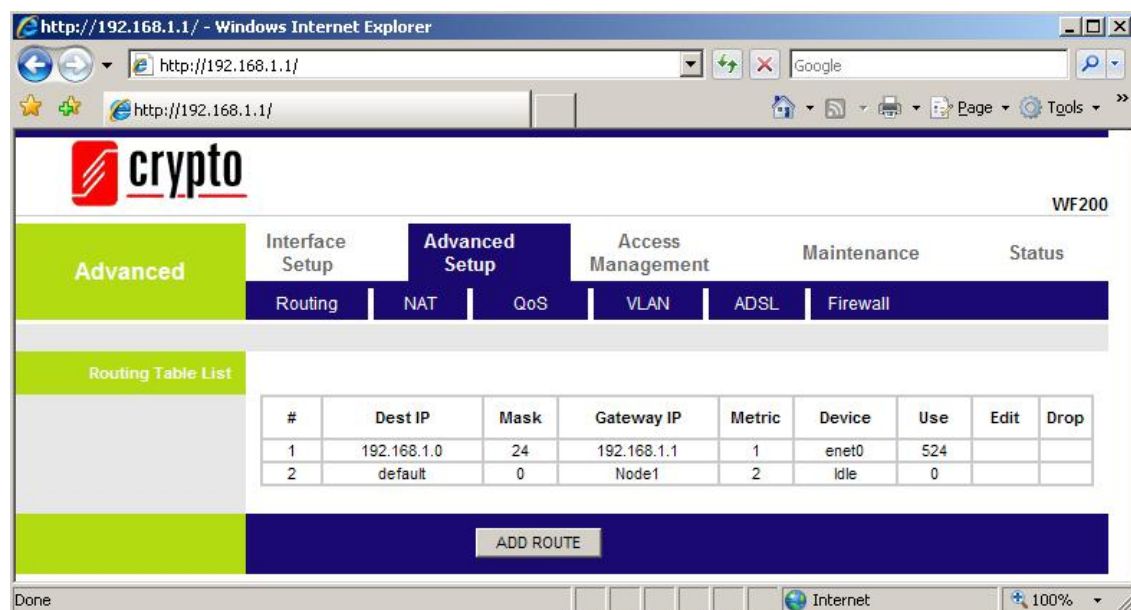 http://192.168.1.1/ - Windows Internet Explorer
http://192.168.1.1/
Google
http://192.168.1.1/
Page
Tools
»
crypto
WF200
Advanced
Interface Setup
Advanced Setup
Access Management
Maintenance
Status
Routing
NAT
QoS
VLAN
ADSL
Firewall
Routing Table List
# Dest IP Mask Gateway IP Metric Device Use Edit Drop
1 192.168.1.0 24 192.168.1.1 1 enet0 524
2 default 0 Node1 2 Idle 0
ADD ROUTE
Done
Internet
100%